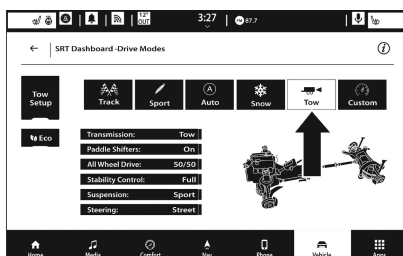 12°
OUT
3:27
FM 87.7
SRT Dashboard -Drive Modes
i
Tow
Setup
Track
Sport
A
Auto
Snow
Tow
Custom
Eco
Transmission: Tow
Paddle Shifters: On
All Wheel Drive: 50/50
Stability Control: Full
Suspension: Sport
Steering: Street
Home
Media
Comfort
Nav
Phone
Vehicle
Apps